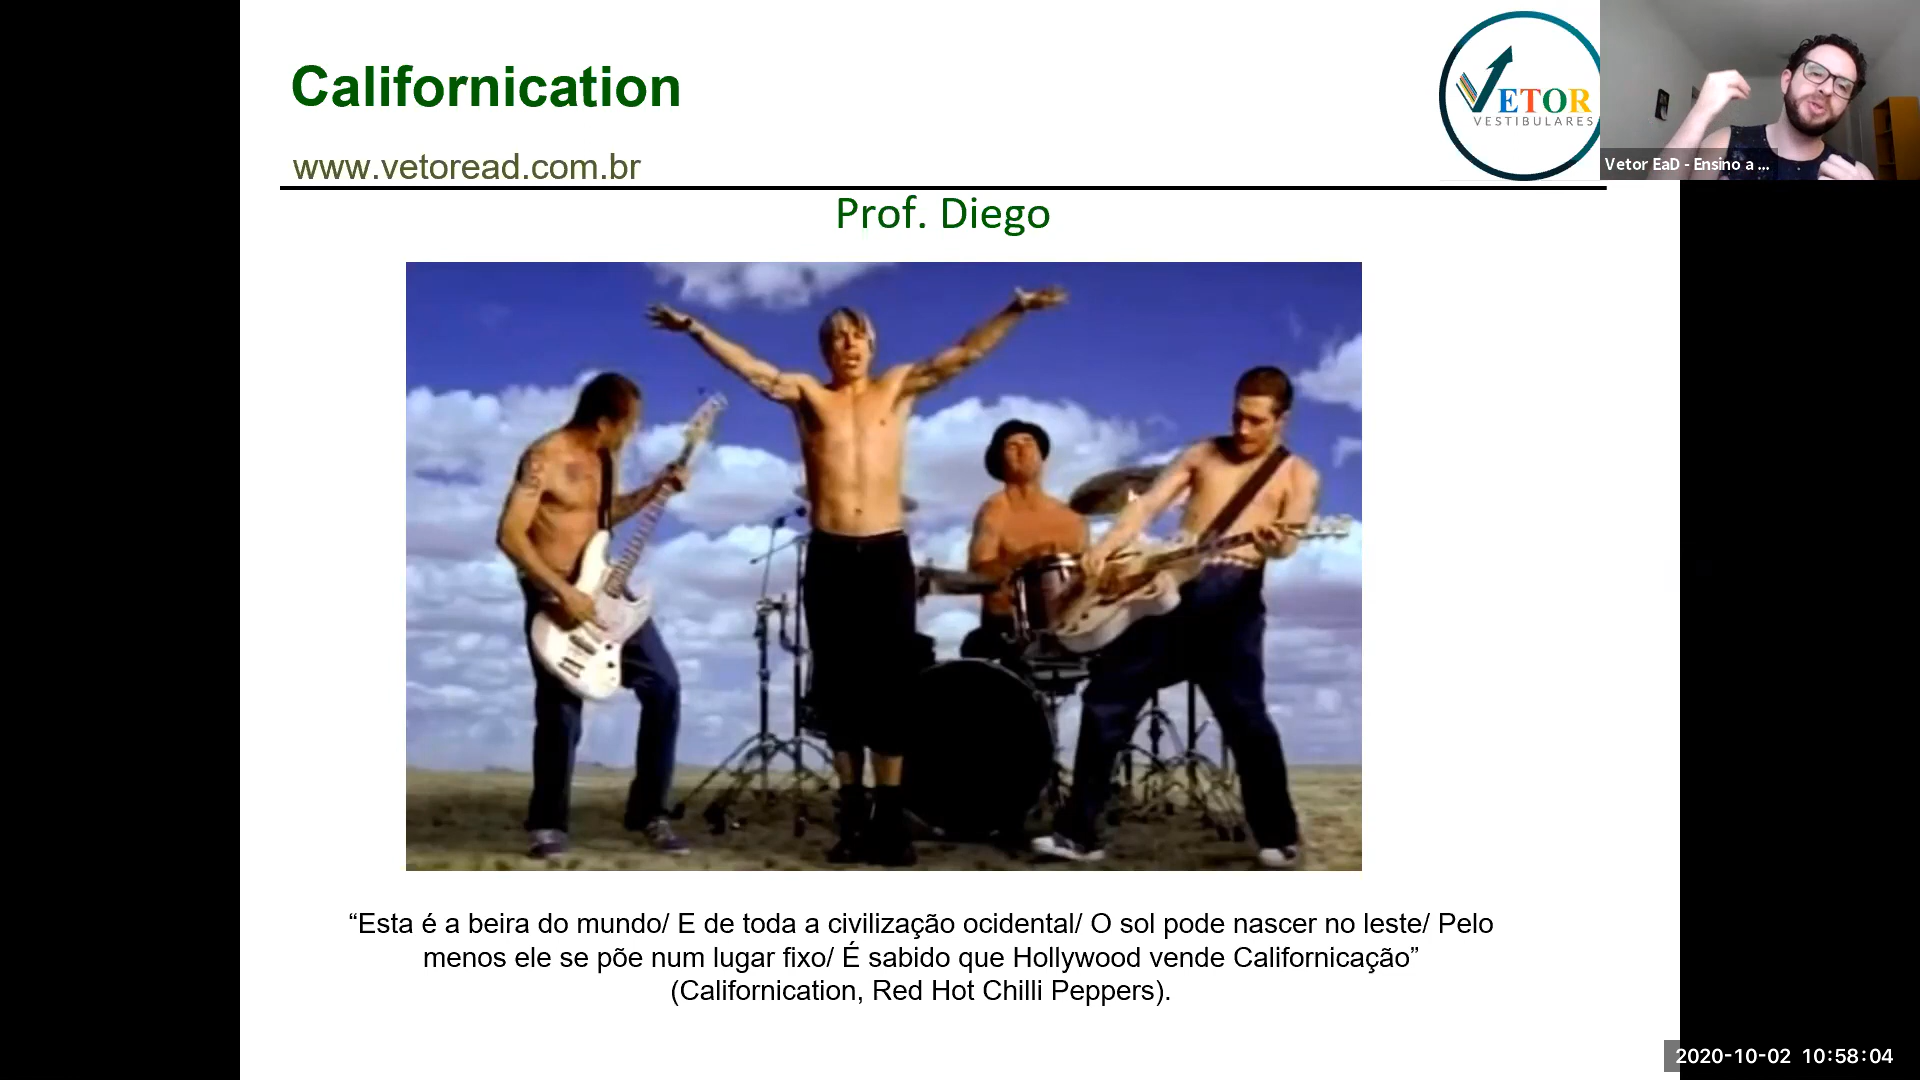 Californication
www.vetoread.com.br
VETOR
VESTIBULARES
Vetor EaD - Ensino a ...
Prof. Diego
“Esta é a beira do mundo/ E de toda a civilização ocidental/ O sol pode nascer no leste/ Pelo
menos ele se põe num lugar fixo/ É sabido que Hollywood vende Californicação”
(Californication, Red Hot Chilli Peppers).
2020-10-02 10:58:04